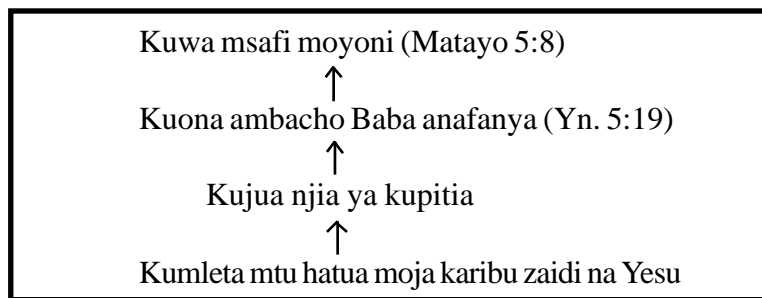 Kuwa msafi moyoni (Matayo 5:8)
Kuona ambacho Baba anafanya (Yn. 5:19)
Kujua njia ya kupitia
Kumleta mtu hatua moja karibu zaidi na Yesu